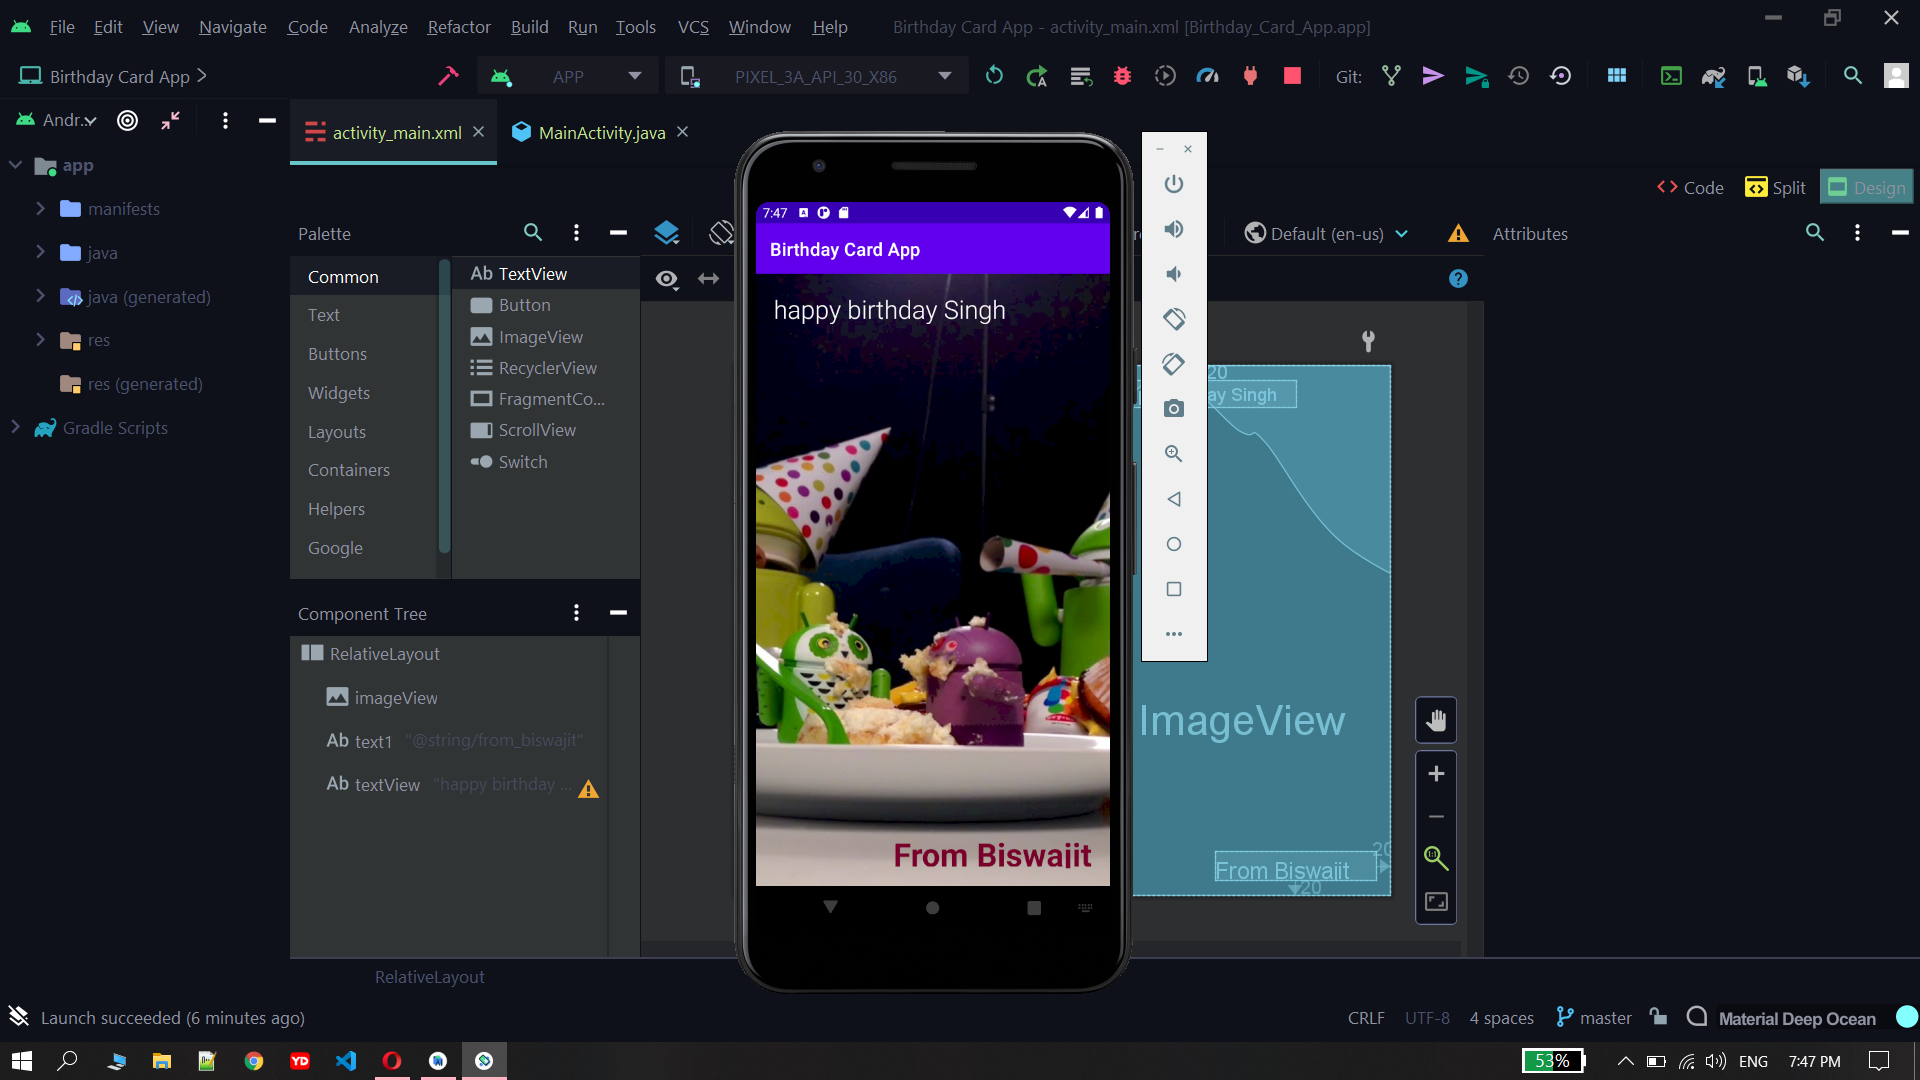 File Edit View Navigate Code Analyze Refactor Build Run Tools VCS Window Help Birthday Card App - activity_main.xml [Birthday_Card_App.app]
Birthday Card App APP PIXEL_3A_API_30_X86 Git:
Andr... activity_main.xml MainActivity.java
app
manifests
java
java (generated)
res
res (generated)
Gradle Scripts
Code Split Design
Palette
Default (en-us)
Attributes
Common
Text
Buttons
Widgets
Layouts
Containers
Helpers
Google
Ab TextView
Button
ImageView
RecyclerView
FragmentCo...
ScrollView
Switch
Component Tree
RelativeLayout
imageView
Ab text1 "@string/from_biswajit"
Ab textView "happy birthday ...
RelativeLayout
7:47
Birthday Card App
happy birthday Singh
From Biswajit
20
ay Singh
ImageView
20
From Biswajit
20
1:1
Launch succeeded (6 minutes ago)
CRLF UTF-8 4 spaces master Material Deep Ocean
YD
53% ENG 7:47 PM